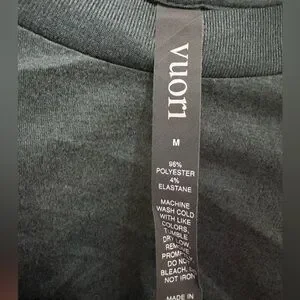 vuori
M
96%
POLYESTER
4%
ELASTANE
MACHINE
WASH COLD
WITH LIKE
COLORS,
TUMBLE
DRY LOW,
REMOVE
PROMPTLY
DO NOT
BLEACH, DO
NOT IRON
MADE IN